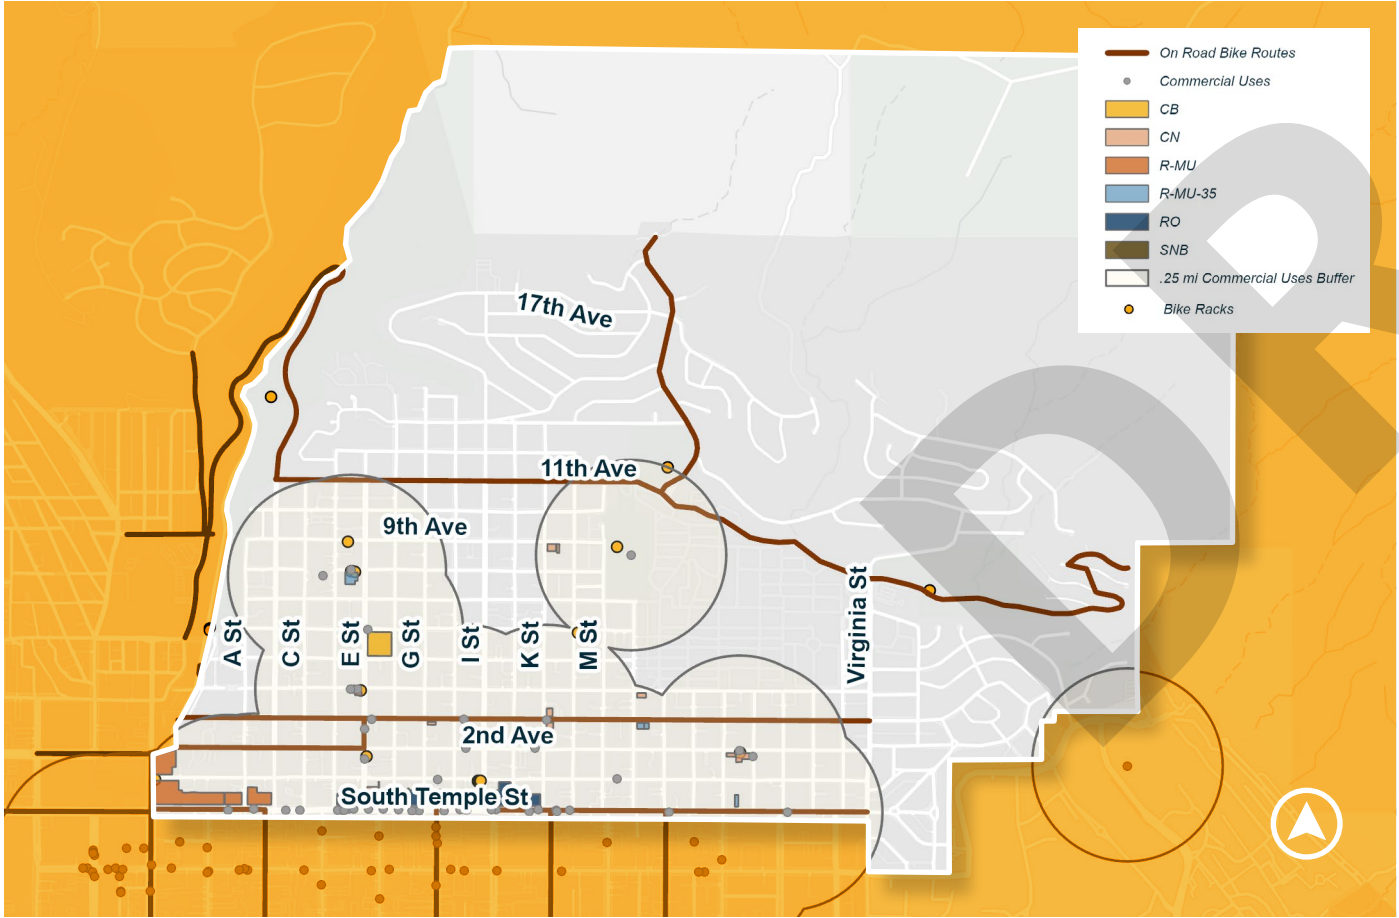 On Road Bike Routes
Commercial Uses
CB
CN
R-MU
R-MU-35
RO
SNB
.25 mi Commercial Uses Buffer
Bike Racks
17th Ave
11th Ave
9th Ave
A St
C St
E St
G St
I St
K St
M St
Virginia St
2nd Ave
South Temple St
D R